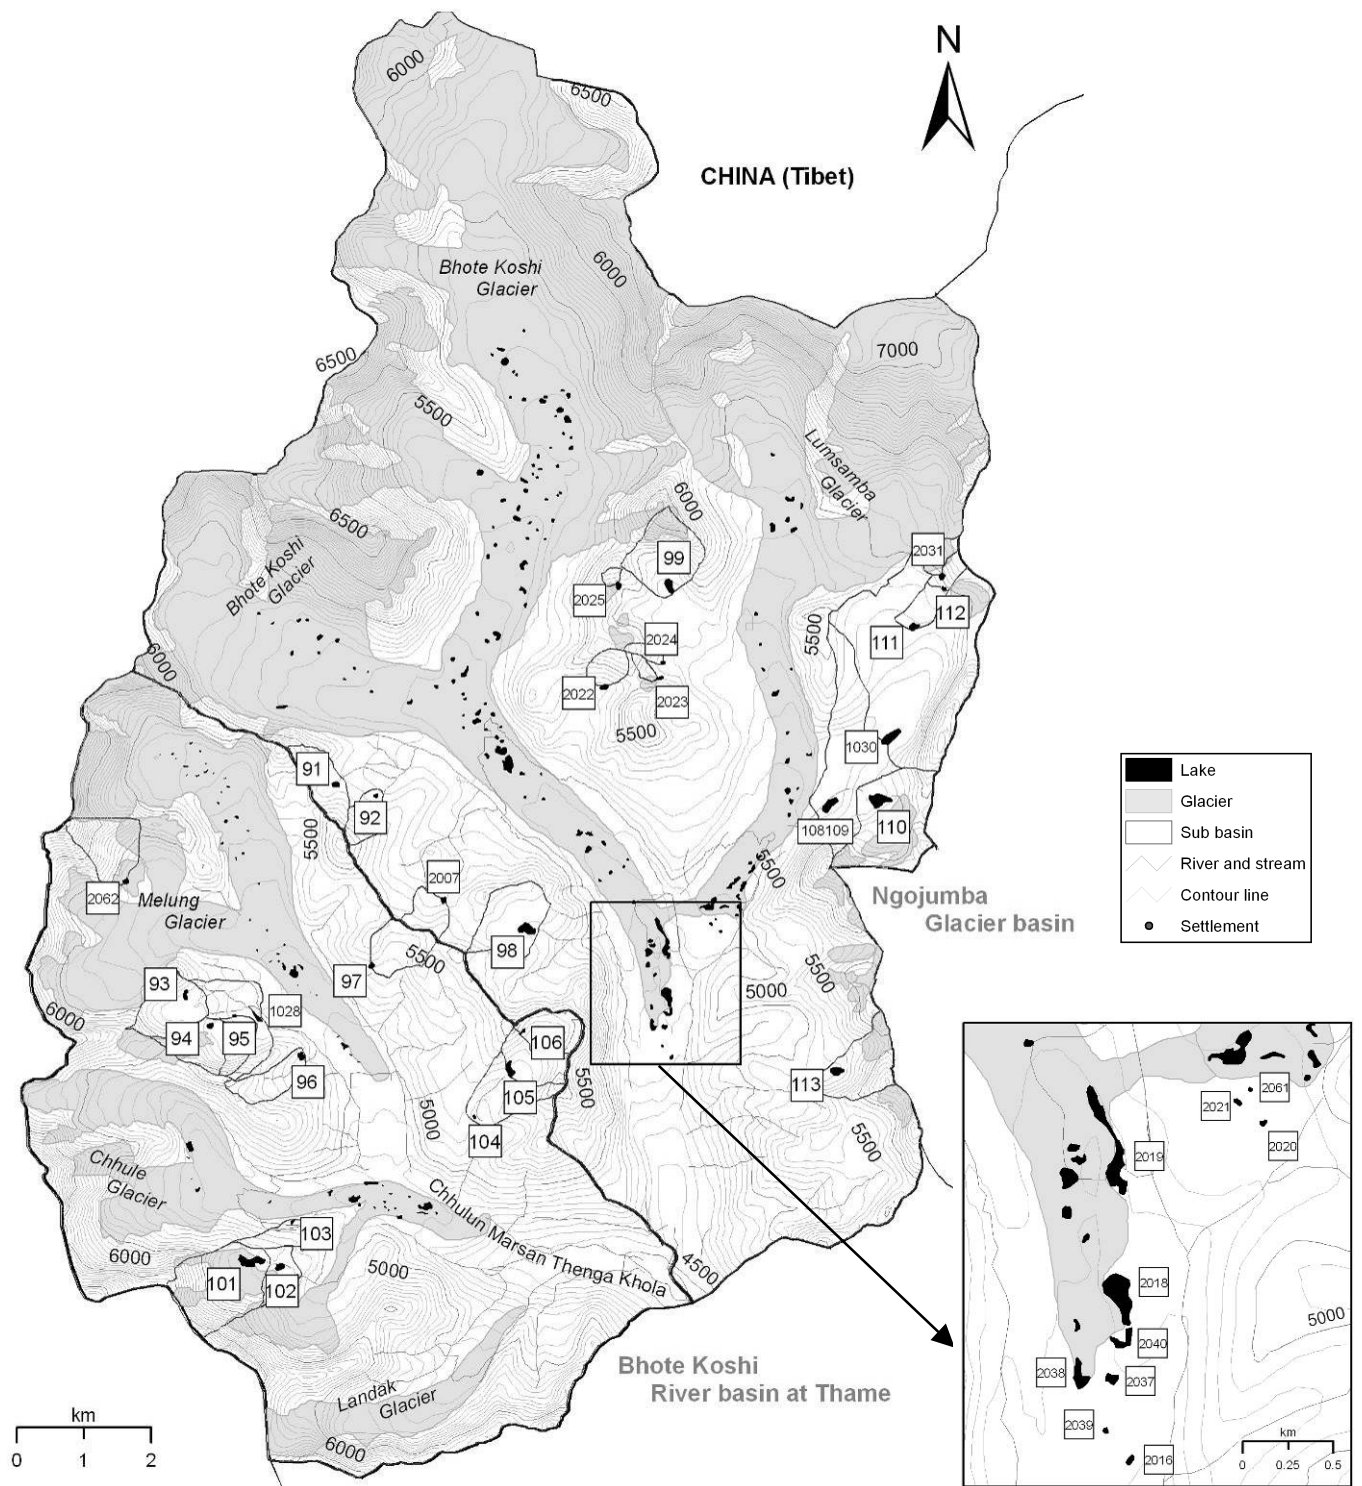 N
6000
6500
CHINA (Tibet)
Bhote Koshi
Glacier
6000
6500
7000
5500
Lumsamba
Glacier
6000
6500
Bhote Koshi
Glacier
2031
99
2025
112
5500
111
2024
6000
2022
2023
5500
1030
91
92
5500
108109
110
Lake
Glacier
Sub basin
River and stream
Contour line
Settlement
5500
2007
2062
Melung
Glacier
Ngojumba
Glacier basin
98
5500
97
5500
93
5000
6000
1028
94
95
106
96
113
105
5500
5000
104
5500
2061
2021
2020
2019
Chhule
Glacier
Chhulun Marsan Thenga Khola
103
6000
5000
4500
101
102
2018
5000
2040
Bhote Koshi
River basin at Thame
2038
2037
Landak
Glacier
2039
km
0 1 2
6000
km
0 0.25 0.5
2016